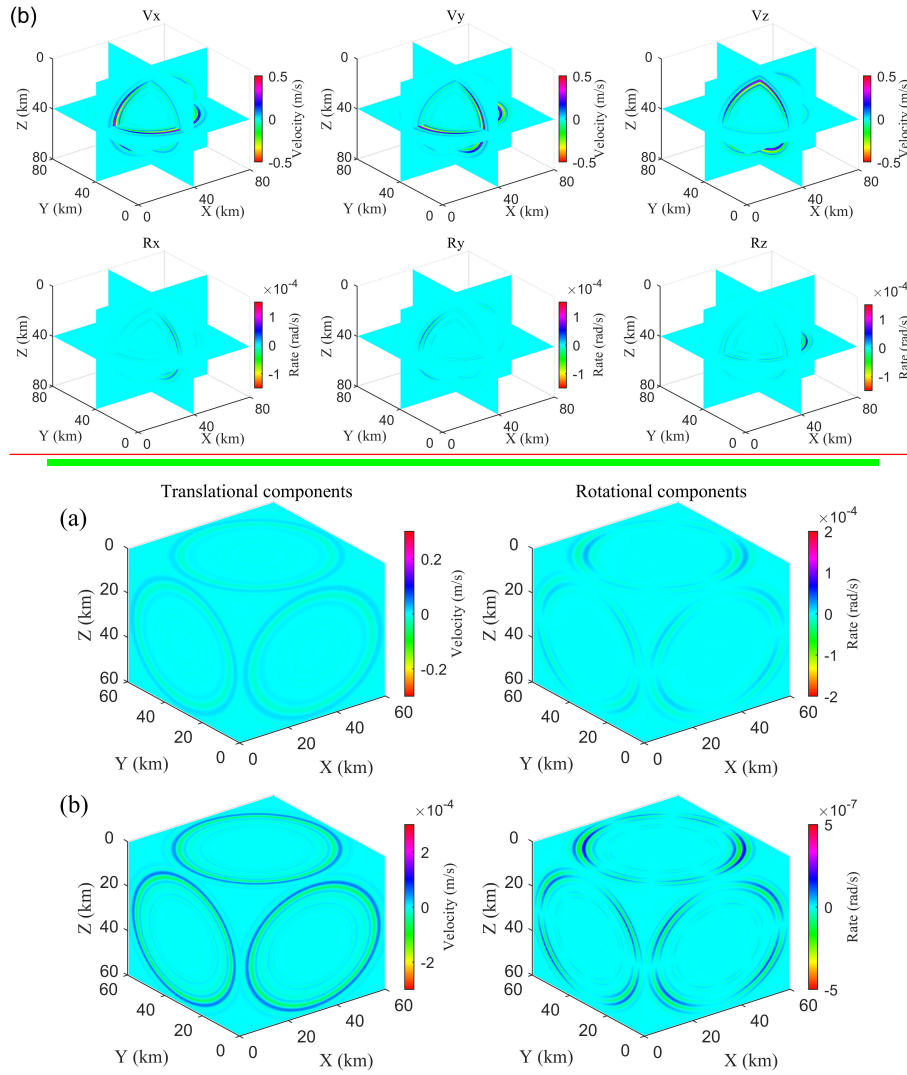 (b)
Vx
Vy
Vz
0
40
80
Z (km)
80
40
0
Y (km)
0
40
80
X (km)
0.5
0
-0.5
Velocity (m/s)
0
40
80
Z (km)
80
40
0
Y (km)
0
40
80
X (km)
0.5
0
-0.5
Velocity (m/s)
0
40
80
Z (km)
80
40
0
Y (km)
0
40
80
X (km)
0.5
0
-0.5
Velocity (m/s)
Rx
Ry
Rz
0
40
80
Z (km)
80
40
0
Y (km)
0
40
80
X (km)
×10⁻⁴
1
0
-1
Rate (rad/s)
0
40
80
Z (km)
80
40
0
Y (km)
0
40
80
X (km)
×10⁻⁴
1
0
-1
Rate (rad/s)
0
40
80
Z (km)
80
40
0
Y (km)
0
40
80
X (km)
×10⁻⁴
1
0
-1
Rate (rad/s)
Translational components
Rotational components
(a)
0
20
40
60
Z (km)
60
40
20
0
Y (km)
0
20
40
60
X (km)
0.2
0
-0.2
Velocity (m/s)
0
20
40
60
Z (km)
60
40
20
0
Y (km)
0
20
40
60
X (km)
×10⁻⁴
2
1
0
-1
-2
Rate (rad/s)
(b)
0
20
40
60
Z (km)
60
40
20
0
Y (km)
0
20
40
60
X (km)
×10⁻⁴
2
0
-2
Velocity (m/s)
0
20
40
60
Z (km)
60
40
20
0
Y (km)
0
20
40
60
X (km)
×10⁻⁷
5
0
-5
Rate (rad/s)